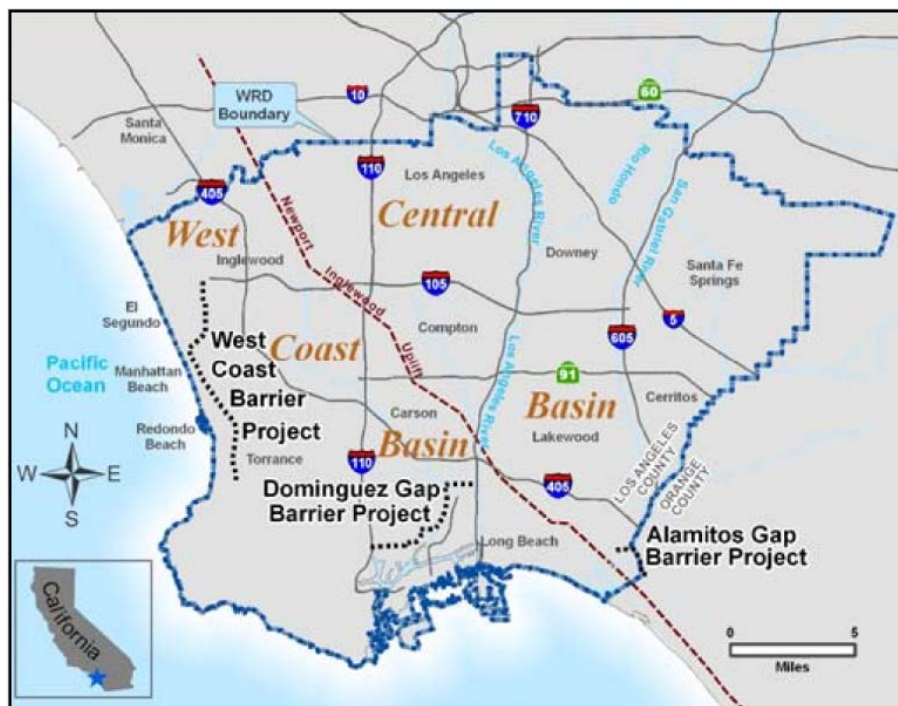 WRD
Boundary
10
60
Santa
Monica
710
110
Los Angeles
Los Angeles River
Rio Hondo
San Gabriel River
405
Central
West
Newport
Inglewood
Downey
Santa Fe
Springs
Inglewood
105
El
Segundo
Compton
5
605
West
Coast
Barrier
Project
Coast
Uplift
Los Angeles River
Pacific
Ocean
Manhattan
Beach
91
Basin
Cerritos
Carson
Basin
Lakewood
Redondo
Beach
Torrance
110
405
LOS ANGELES
COUNTY
ORANGE
COUNTY
N
W
E
S
Dominguez Gap
Barrier Project
Long Beach
Alamitos Gap
Barrier Project
California
0
5
Miles